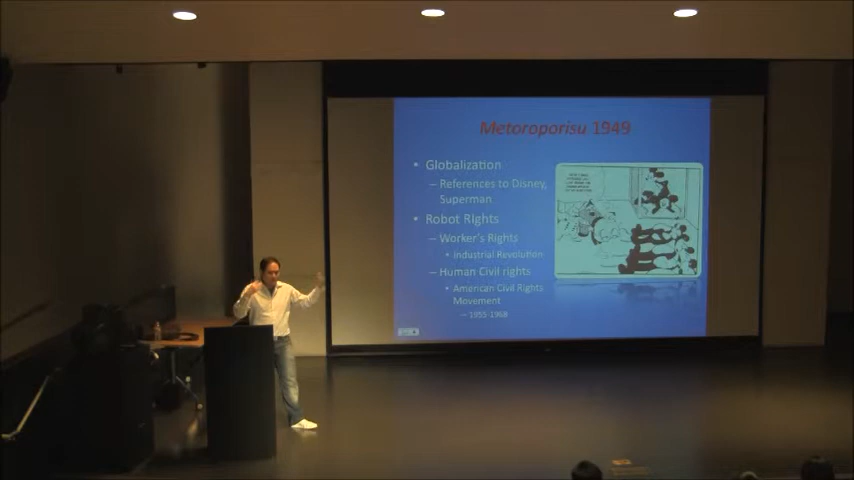 Metoroporisu 1949
• Globalization
– References to Disney,
Superman
• Robot Rights
– Worker's Rights
• Industrial Revolution
– Human Civil rights
• American Civil Rights
Movement
– 1955-1968